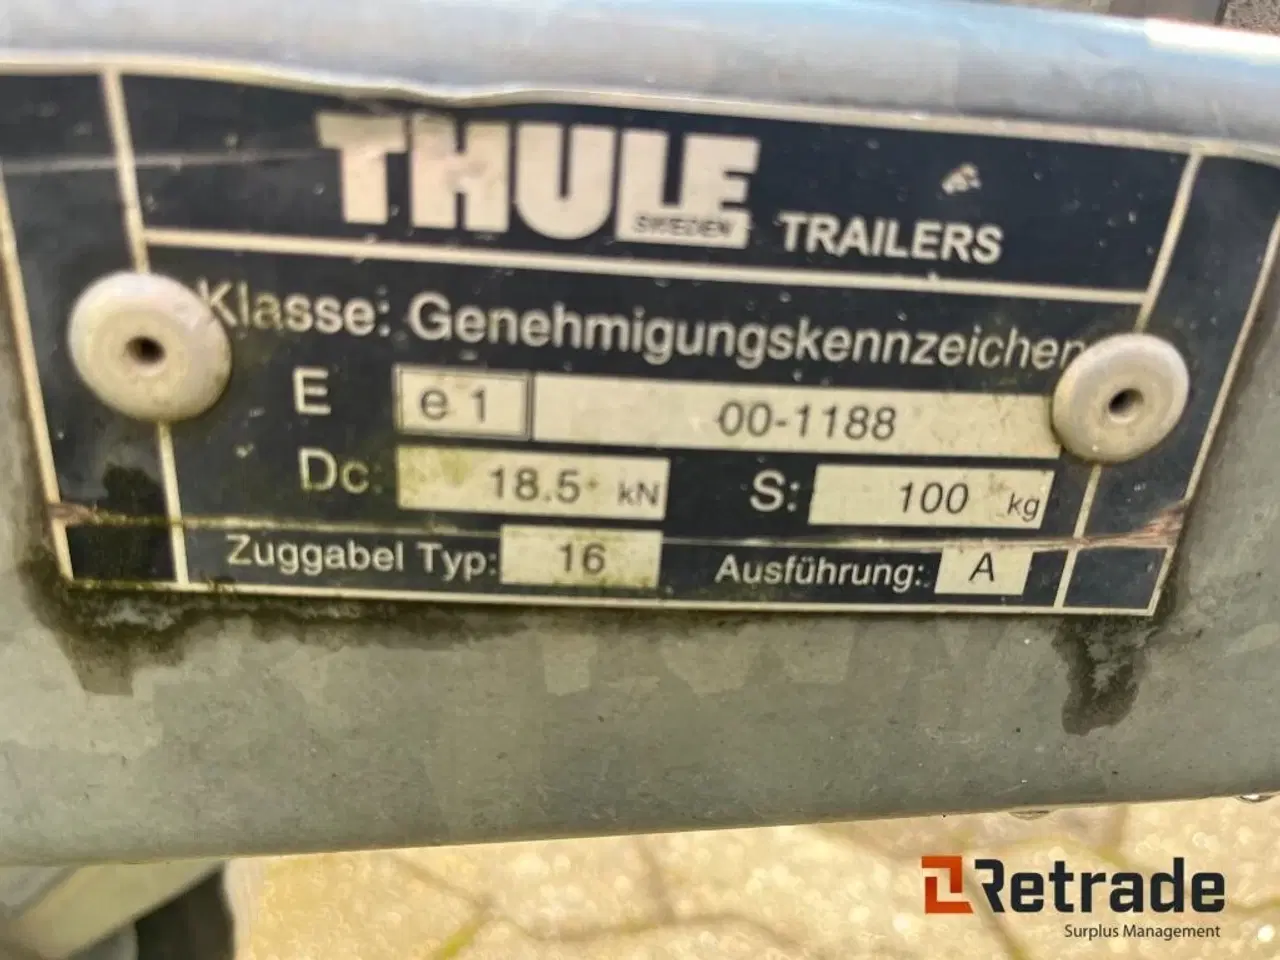 THULE
SWEDEN
TRAILERS
Klasse: Genehmigungskennzeichen
E e 1 00-1188
Dc: 18.5 kN S: 100 kg
Zuggabel Typ: 16 Ausführung: A
Retrade
Surplus Management